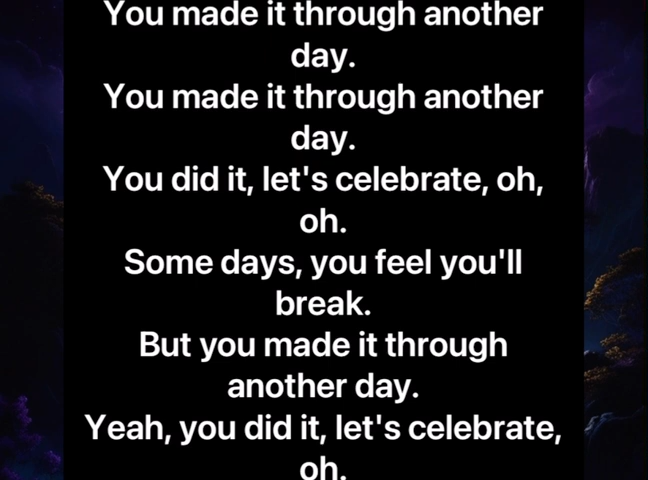 You made it through another
day.
You made it through another
day.
You did it, let's celebrate, oh,
oh.
Some days, you feel you'll
break.
But you made it through
another day.
Yeah, you did it, let's celebrate,
oh.